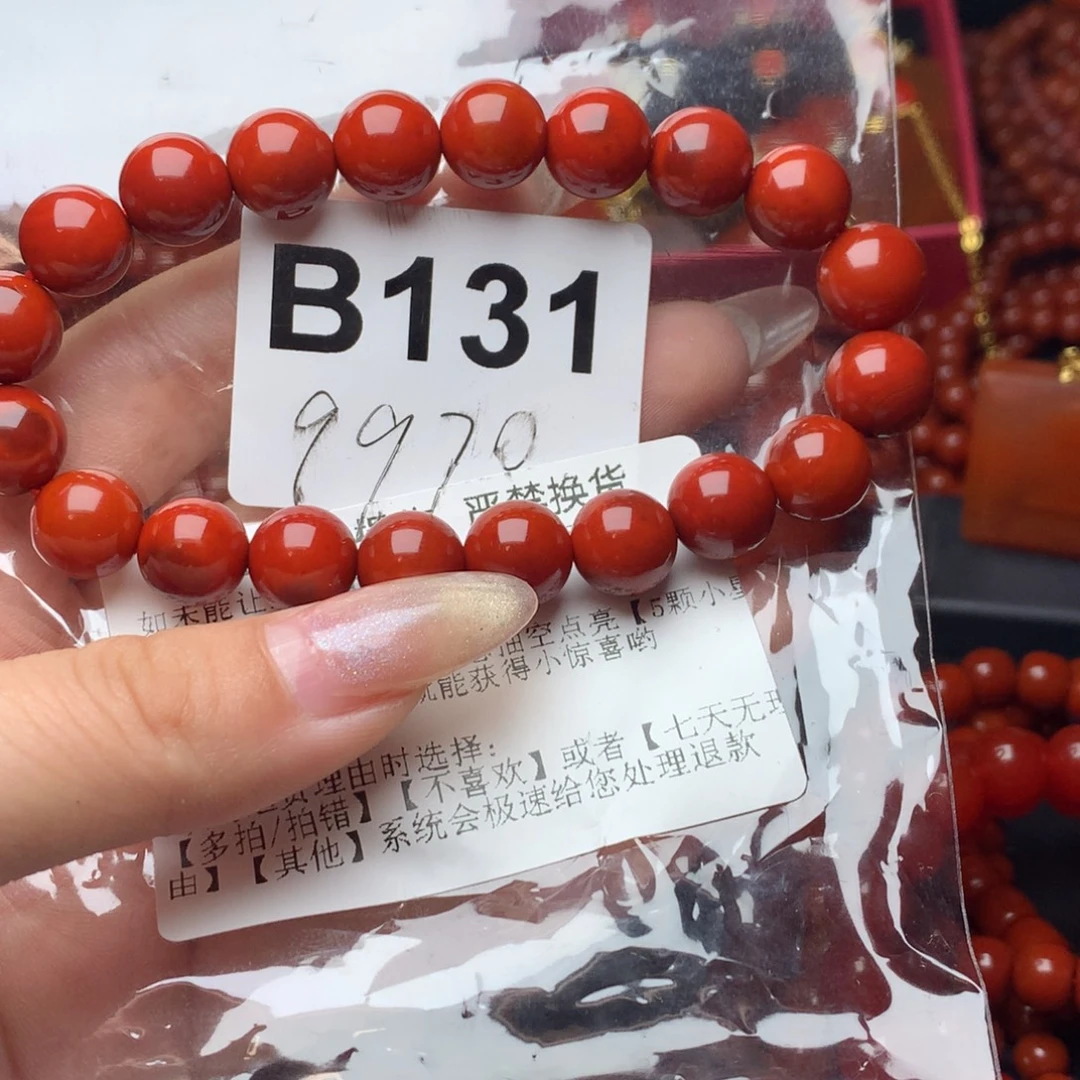 B131
9970
严禁换货
如未能让
抽空点亮【5颗小星
能获得小惊喜哟
理由时选择：
【多拍/拍错】【不喜欢】或者【七天无理
由】【其他】系统会极速给您处理退款